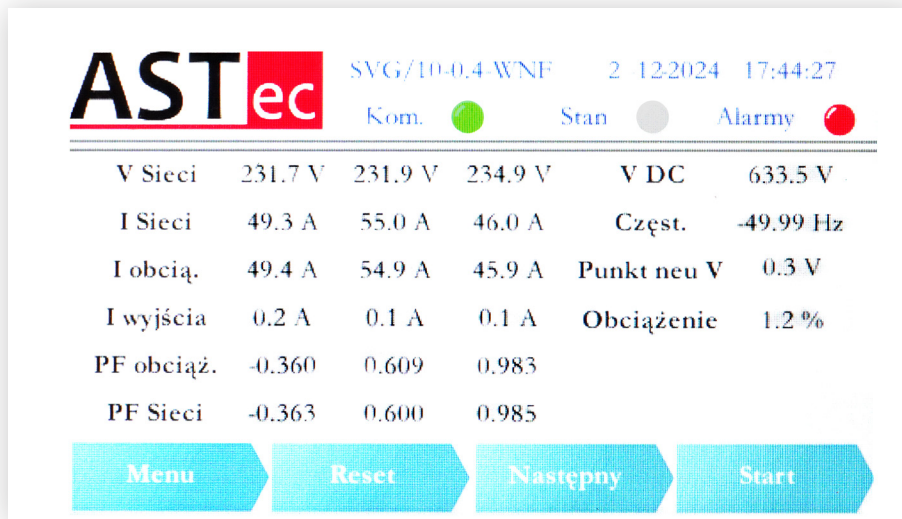 ASTec
SVG/10-0.4-WNF 2 12-2024 17:44:27
Kom. Stan Alarmy
V Sieci 231.7 V 231.9 V 234.9 V V DC 633.5 V
I Sieci 49.3 A 55.0 A 46.0 A Częst. -49.99 Hz
I obcią. 49.4 A 54.9 A 45.9 A Punkt neu V 0.3 V
I wyjścia 0.2 A 0.1 A 0.1 A Obciążenie 1.2 %
PF obciąż. -0.360 0.609 0.983
PF Sieci -0.363 0.600 0.985
Menu Reset Następny Start